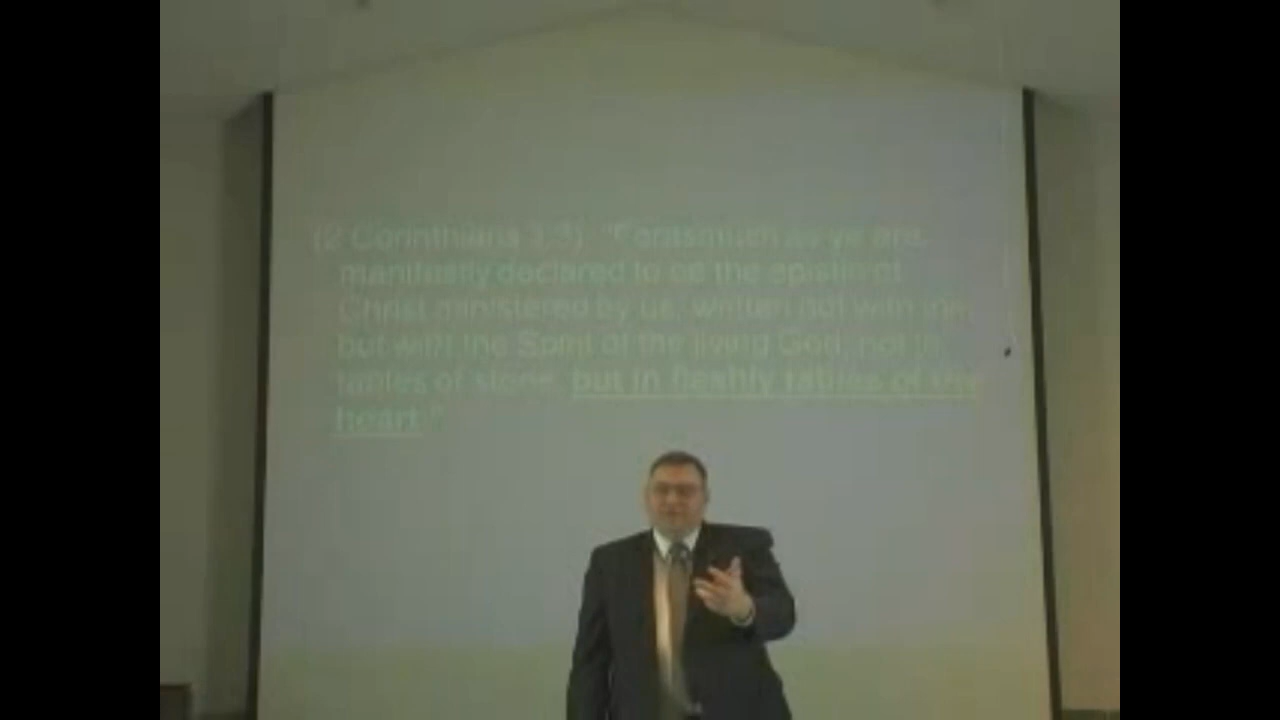 (2 Corinthians 3:3) "Forasmuch as ye are
manifestly declared to be the epistle of
Christ ministered by us, written not with ink
but with the Spirit of the living God; not in
tables of stone, but in fleshly tables of the
heart."